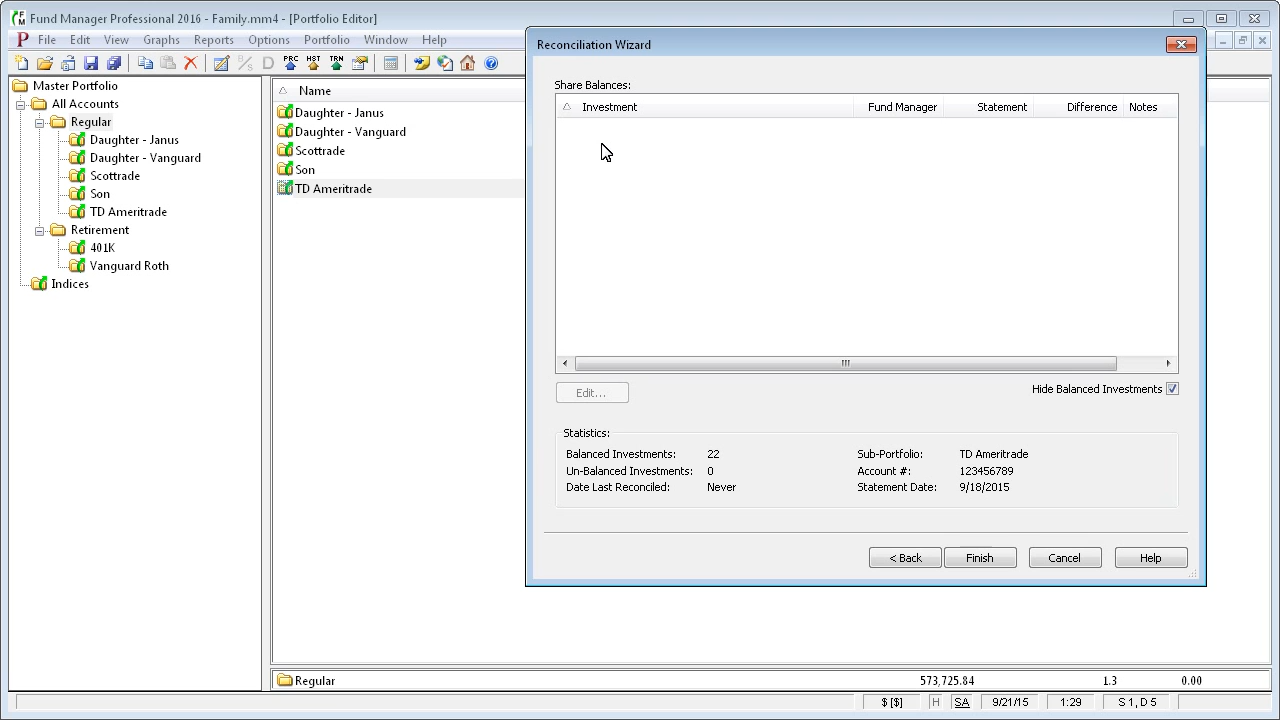 Fund Manager Professional 2016 - Family.mm4 - [Portfolio Editor]
File Edit View Graphs Reports Options Portfolio Window Help
PRC HST TRN
Master Portfolio
All Accounts
Regular
Daughter - Janus
Daughter - Vanguard
Scottrade
Son
TD Ameritrade
Retirement
401K
Vanguard Roth
Indices
Name
Daughter - Janus
Daughter - Vanguard
Scottrade
Son
TD Ameritrade
Reconciliation Wizard
Share Balances:
Investment Fund Manager Statement Difference Notes
Edit...
Hide Balanced Investments
Statistics:
Balanced Investments: 22 Sub-Portfolio: TD Ameritrade
Un-Balanced Investments: 0 Account #: 123456789
Date Last Reconciled: Never Statement Date: 9/18/2015
< Back Finish Cancel Help
Regular 573,725.84 1.3 0.00
$ [$] H SA 9/21/15 1:29 S 1, D 5